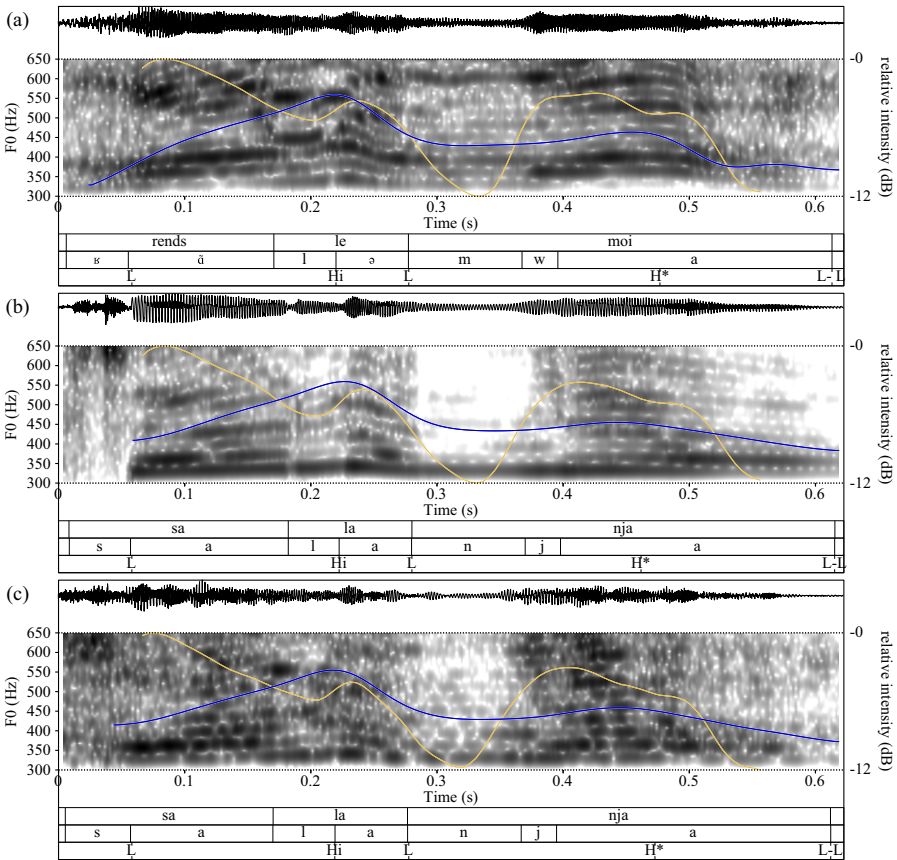 (a)
650
600
550
500
450
400
350
300
F0 (Hz)
-0
-12
relative intensity (dB)
0 0.1 0.2 0.3 0.4 0.5 0.6
Time (s)
rends le moi
ʁ ɑ̃ l ə m w a
L Hi L H* L- L
(b)
650
600
550
500
450
400
350
300
F0 (Hz)
-0
-12
relative intensity (dB)
0 0.1 0.2 0.3 0.4 0.5 0.6
Time (s)
sa la nja
s a l a n j a
L Hi L H* L-L
(c)
650
600
550
500
450
400
350
300
F0 (Hz)
-0
-12
relative intensity (dB)
0 0.1 0.2 0.3 0.4 0.5 0.6
Time (s)
sa la nja
s a l a n j a
L Hi L H* L-L